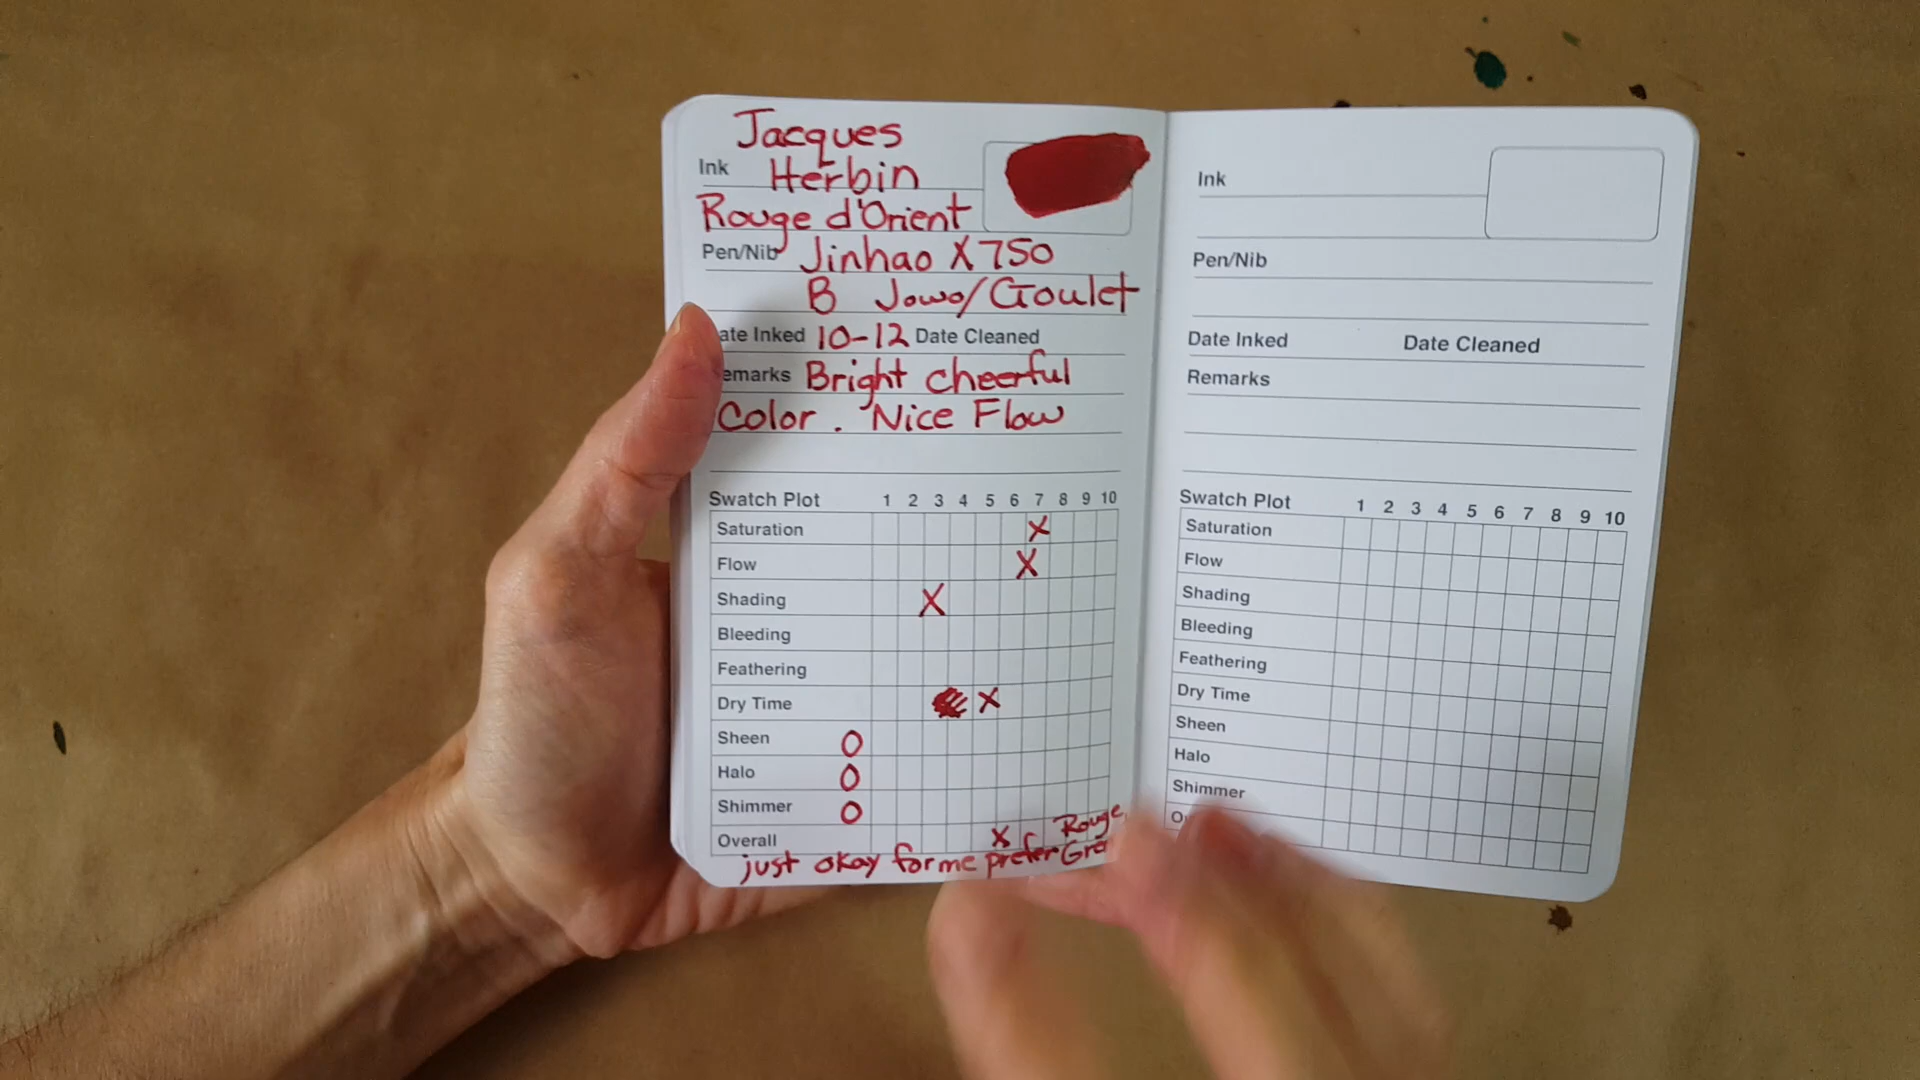 Jacques
Ink Herbin
Rouge d'Orient
Pen/Nib Jinhao X750
B Jowo/Goulet
ate Inked 10-12 Date Cleaned
emarks Bright cheerful
Color. Nice Flow
Swatch Plot 1 2 3 4 5 6 7 8 9 10
Saturation X
Flow X
Shading X
Bleeding
Feathering
Dry Time X
Sheen O
Halo O
Shimmer O
Overall X Rouge
just okay for me prefer
Ink
Pen/Nib
Date Inked Date Cleaned
Remarks
Swatch Plot 1 2 3 4 5 6 7 8 9 10
Saturation
Flow
Shading
Bleeding
Feathering
Dry Time
Sheen
Halo
Shimmer